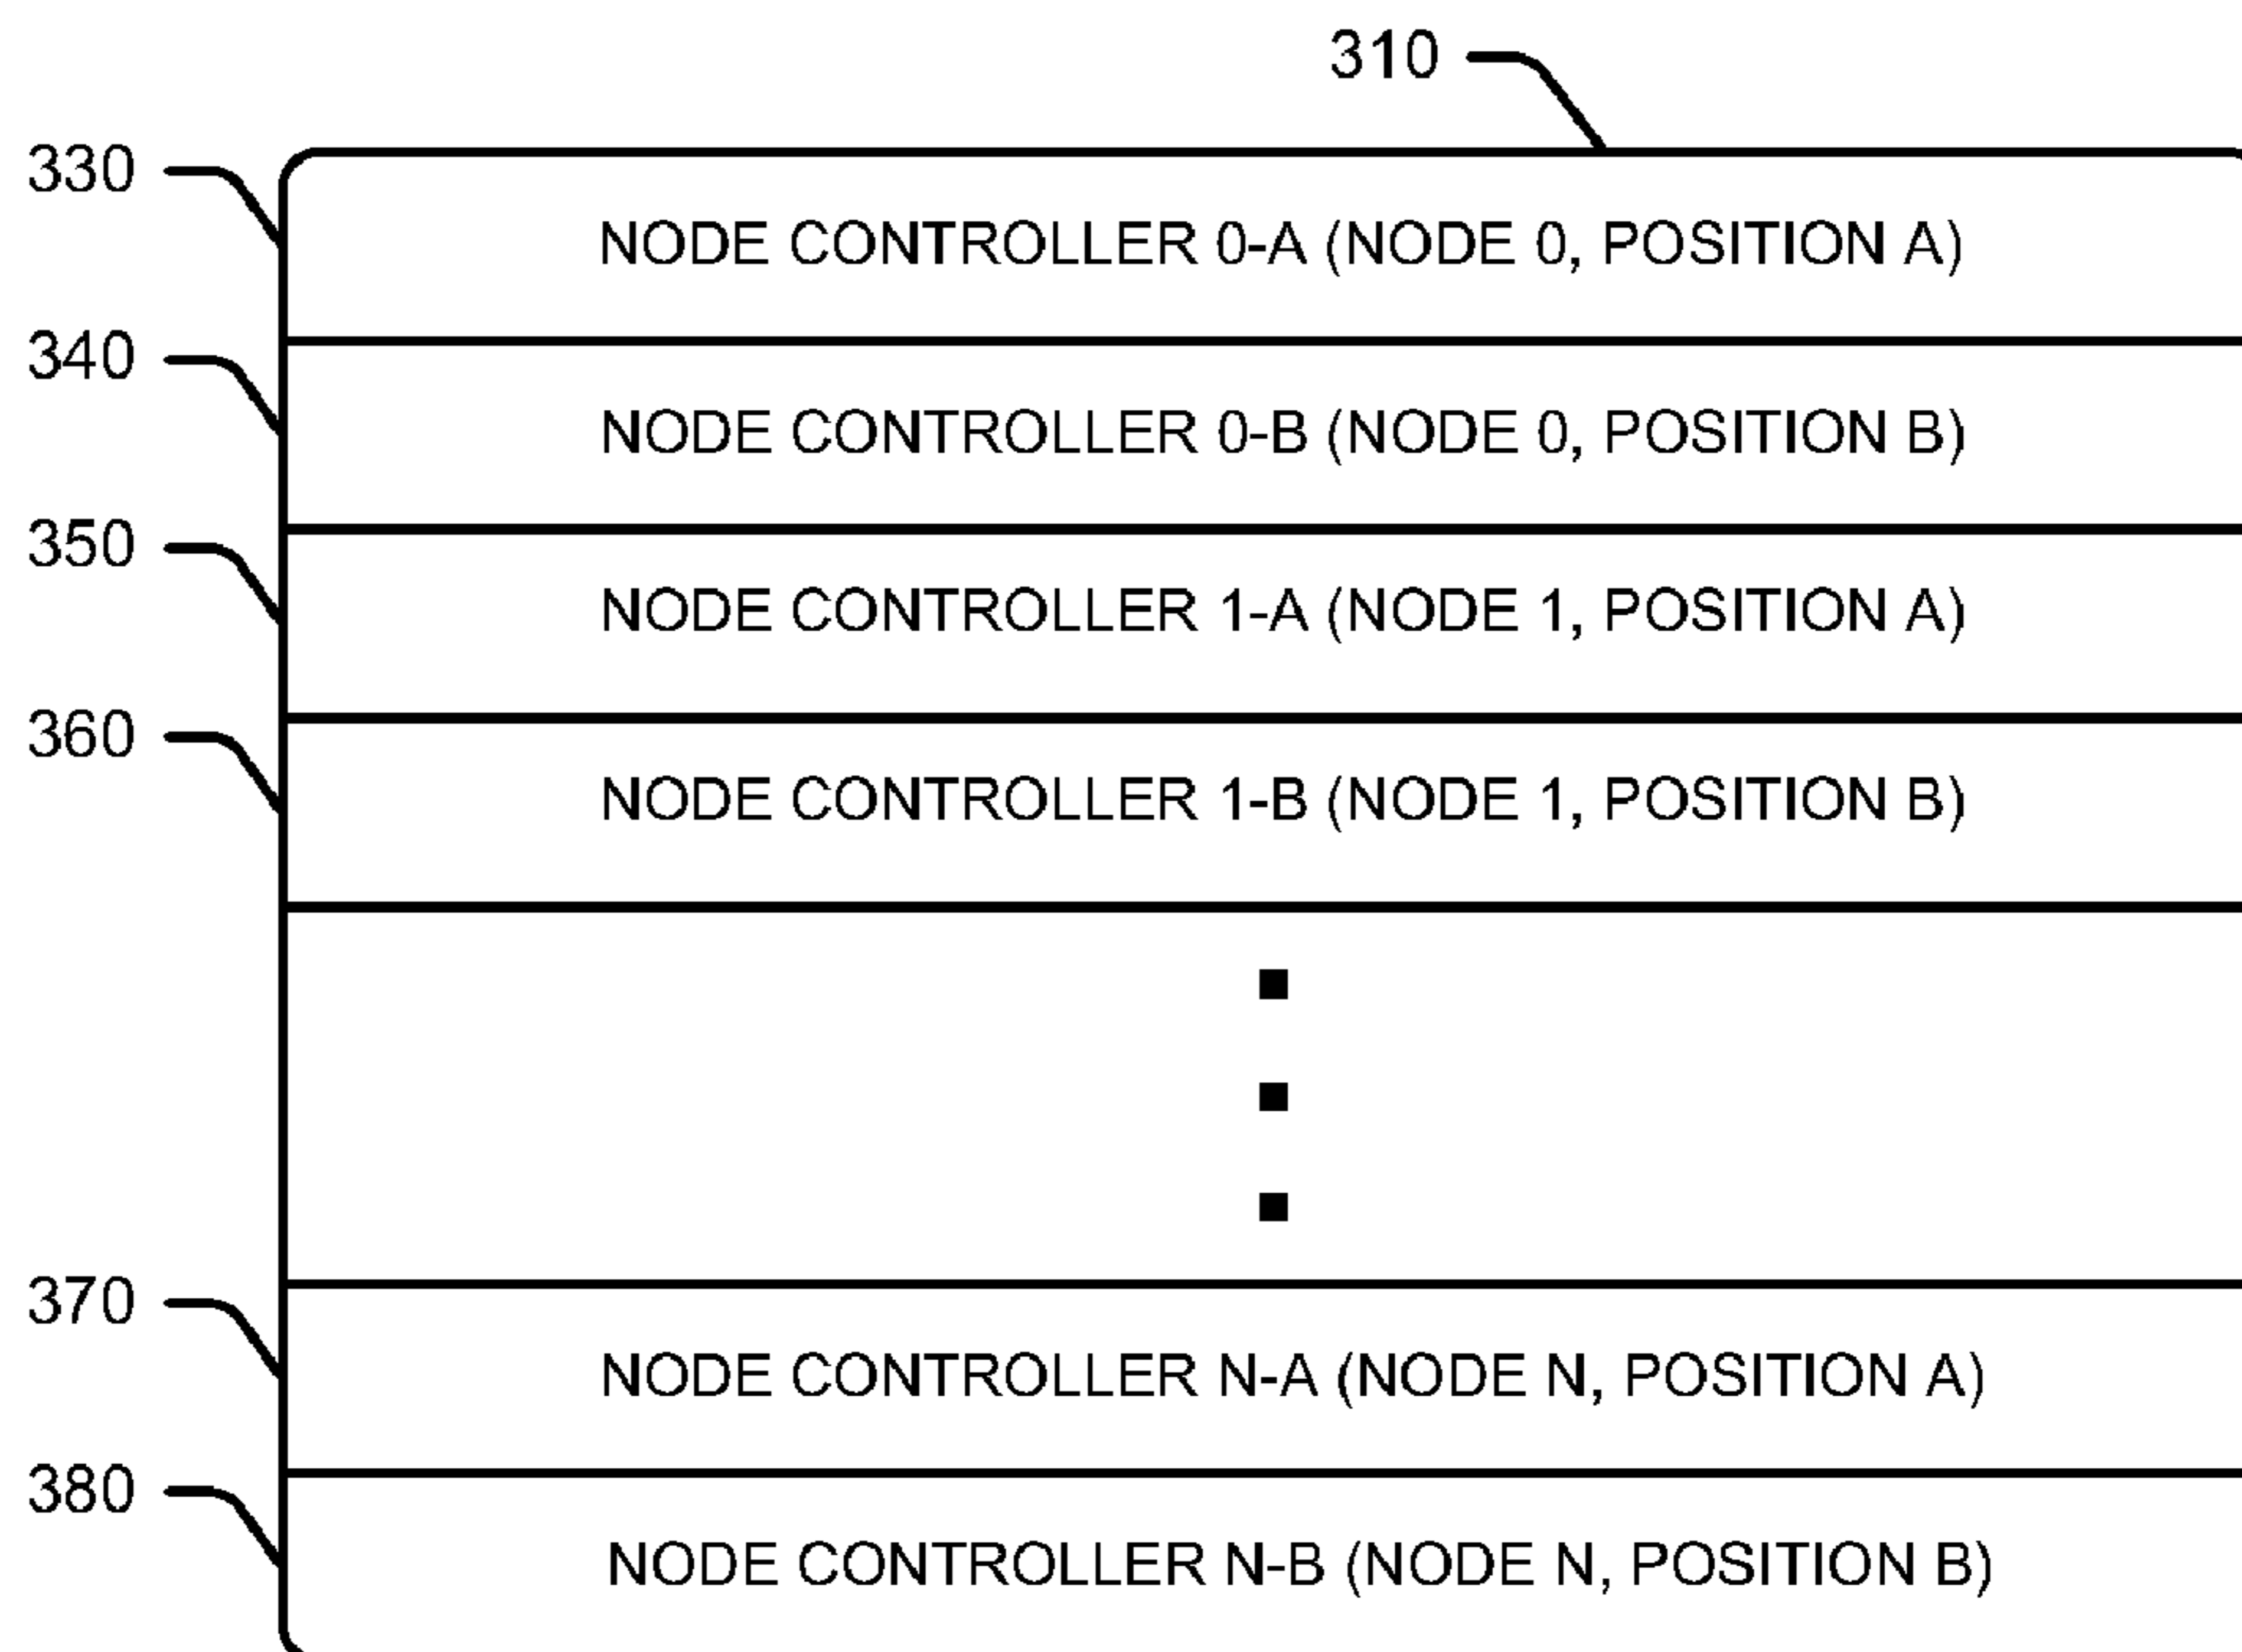 310
330
NODE CONTROLLER 0-A (NODE 0, POSITION A)
340
NODE CONTROLLER 0-B (NODE 0, POSITION B)
350
NODE CONTROLLER 1-A (NODE 1, POSITION A)
360
NODE CONTROLLER 1-B (NODE 1, POSITION B)
370
NODE CONTROLLER N-A (NODE N, POSITION A)
380
NODE CONTROLLER N-B (NODE N, POSITION B)